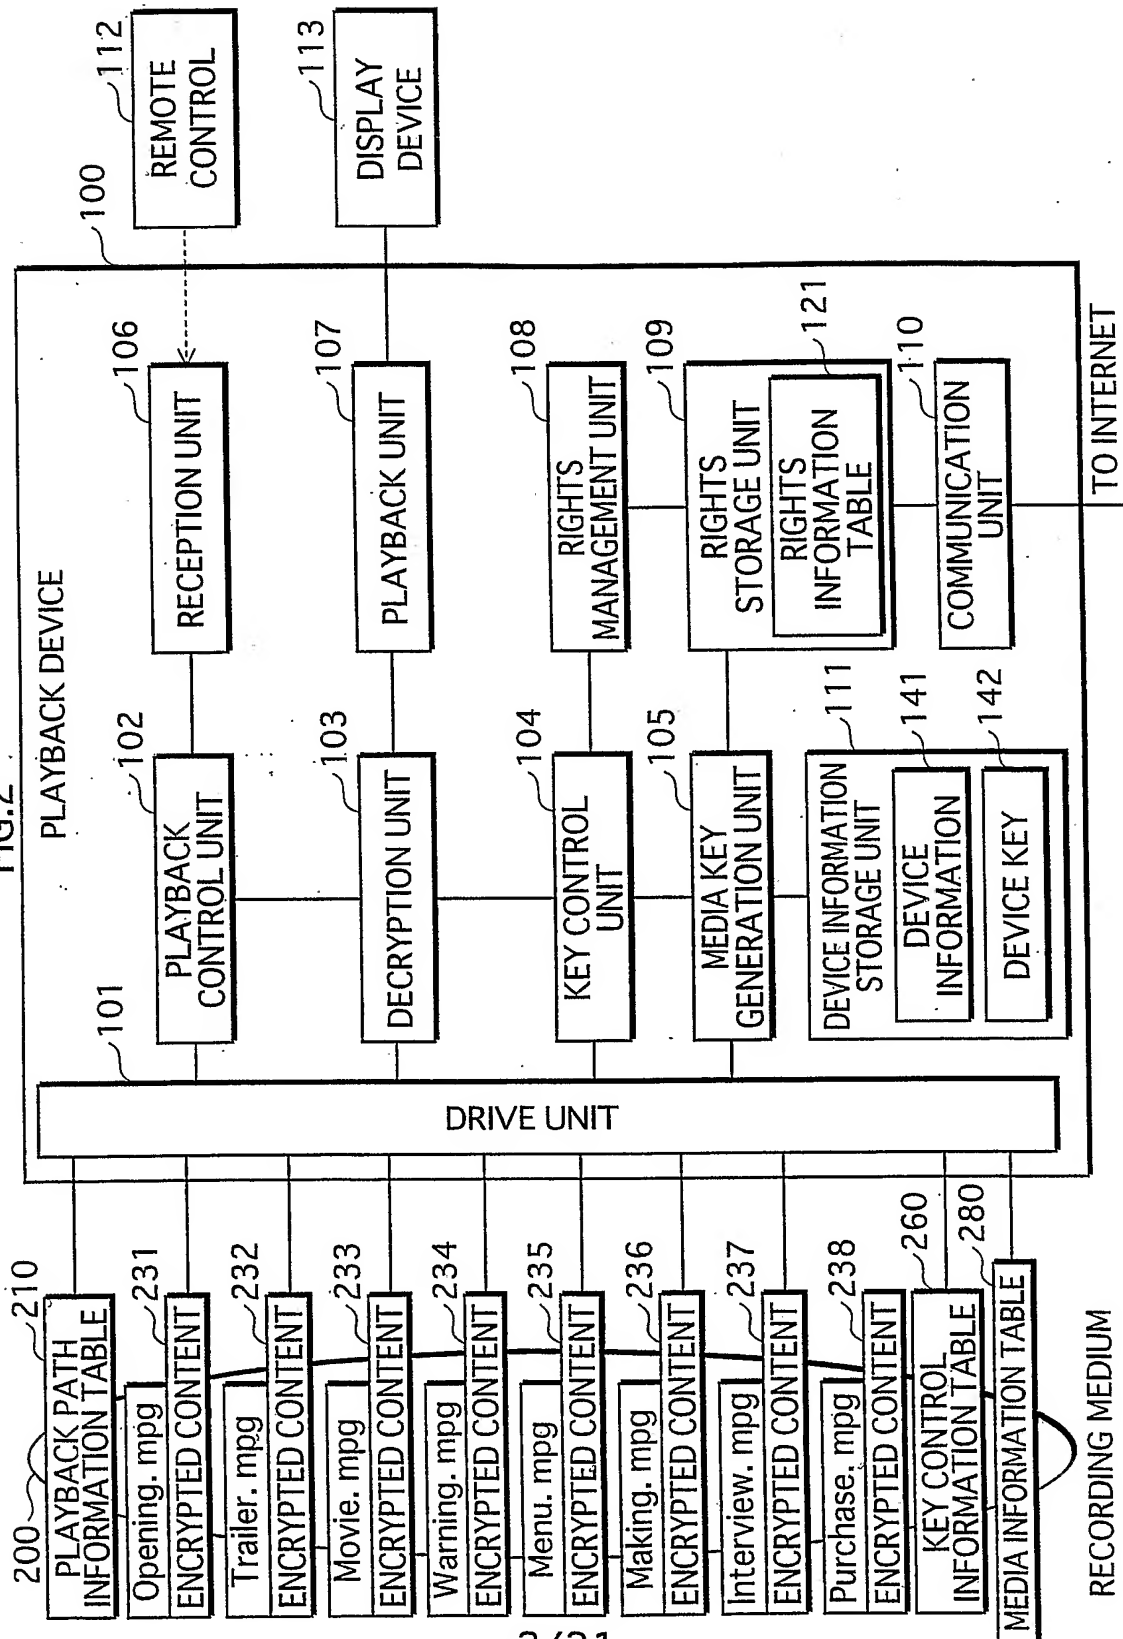 FIG.2
PLAYBACK DEVICE
100
REMOTE
CONTROL
112
DISPLAY
DEVICE
113
RECEPTION UNIT
106
PLAYBACK UNIT
107
RIGHTS
MANAGEMENT UNIT
108
RIGHTS
STORAGE UNIT
109
RIGHTS
INFORMATION
TABLE
121
COMMUNICATION
UNIT
110
TO INTERNET
PLAYBACK
CONTROL UNIT
102
DECRYPTION UNIT
103
KEY CONTROL
UNIT
104
MEDIA KEY
GENERATION UNIT
105
DEVICE INFORMATION
STORAGE UNIT
111
DEVICE
INFORMATION
141
DEVICE KEY
142
DRIVE UNIT
101
200
PLAYBACK PATH
INFORMATION TABLE
210
Opening. mpg
ENCRYPTED CONTENT
231
Trailer. mpg
ENCRYPTED CONTENT
232
Movie. mpg
ENCRYPTED CONTENT
233
Warning. mpg
ENCRYPTED CONTENT
234
Menu. mpg
ENCRYPTED CONTENT
235
Making. mpg
ENCRYPTED CONTENT
236
Interview. mpg
ENCRYPTED CONTENT
237
Purchase. mpg
ENCRYPTED CONTENT
238
KEY CONTROL
INFORMATION TABLE
260
MEDIA INFORMATION TABLE
280
RECORDING MEDIUM